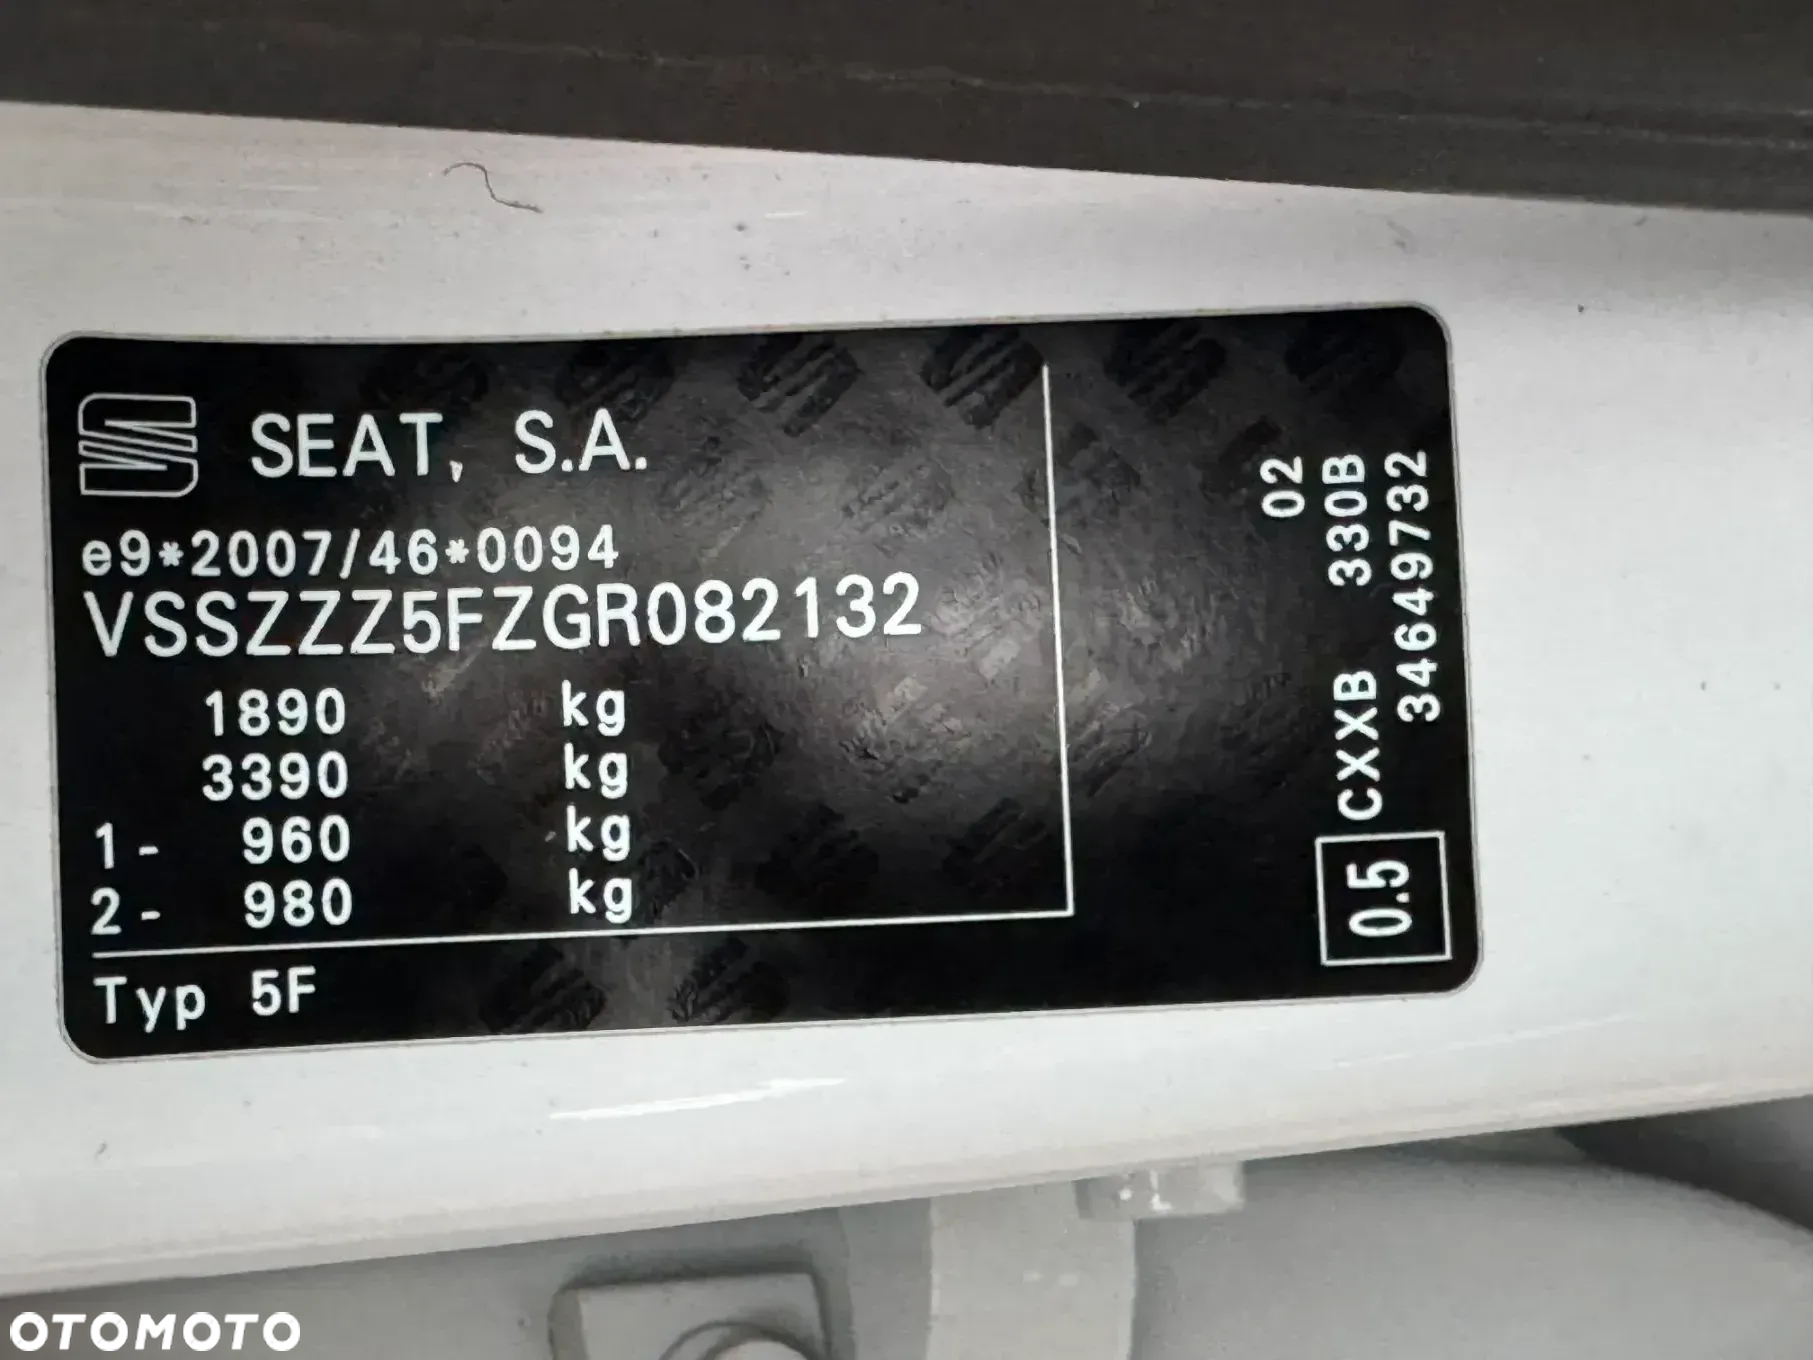 SEAT, S.A.
e9*2007/46*0094
VSSZZZ5FZGR082132
1890 kg
3390 kg
1- 960 kg
2- 980 kg
Typ 5F
02
330B
34649732
CXXB
0.5
OTOMOTO